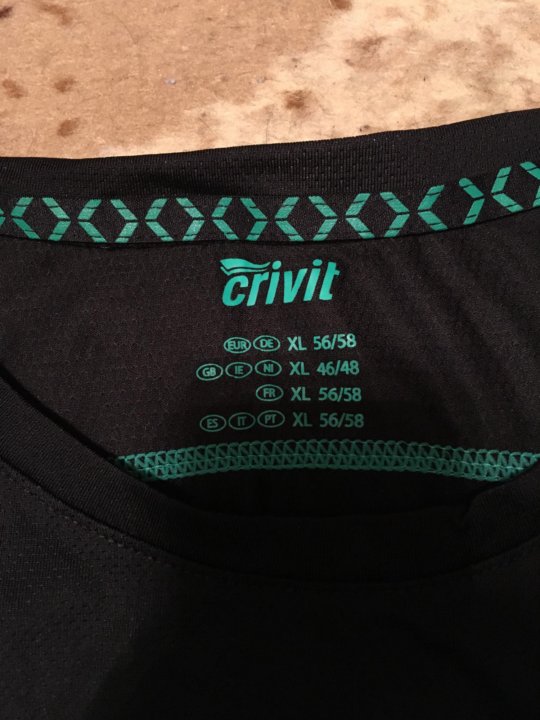 crivit
EUR DE XL 56/58
GB IE NI XL 46/48
FR XL 56/58
ES IT PT XL 56/58